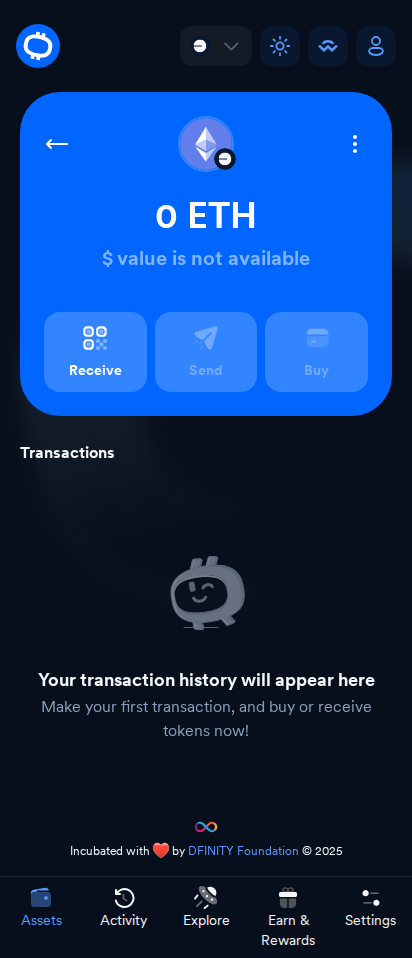 0 ETH
$ value is not available
Receive
Send
Buy
Transactions
Your transaction history will appear here
Make your first transaction, and buy or receive
tokens now!
Incubated with ❤️ by DFINITY Foundation © 2025
Assets
Activity
Explore
Earn &
Rewards
Settings